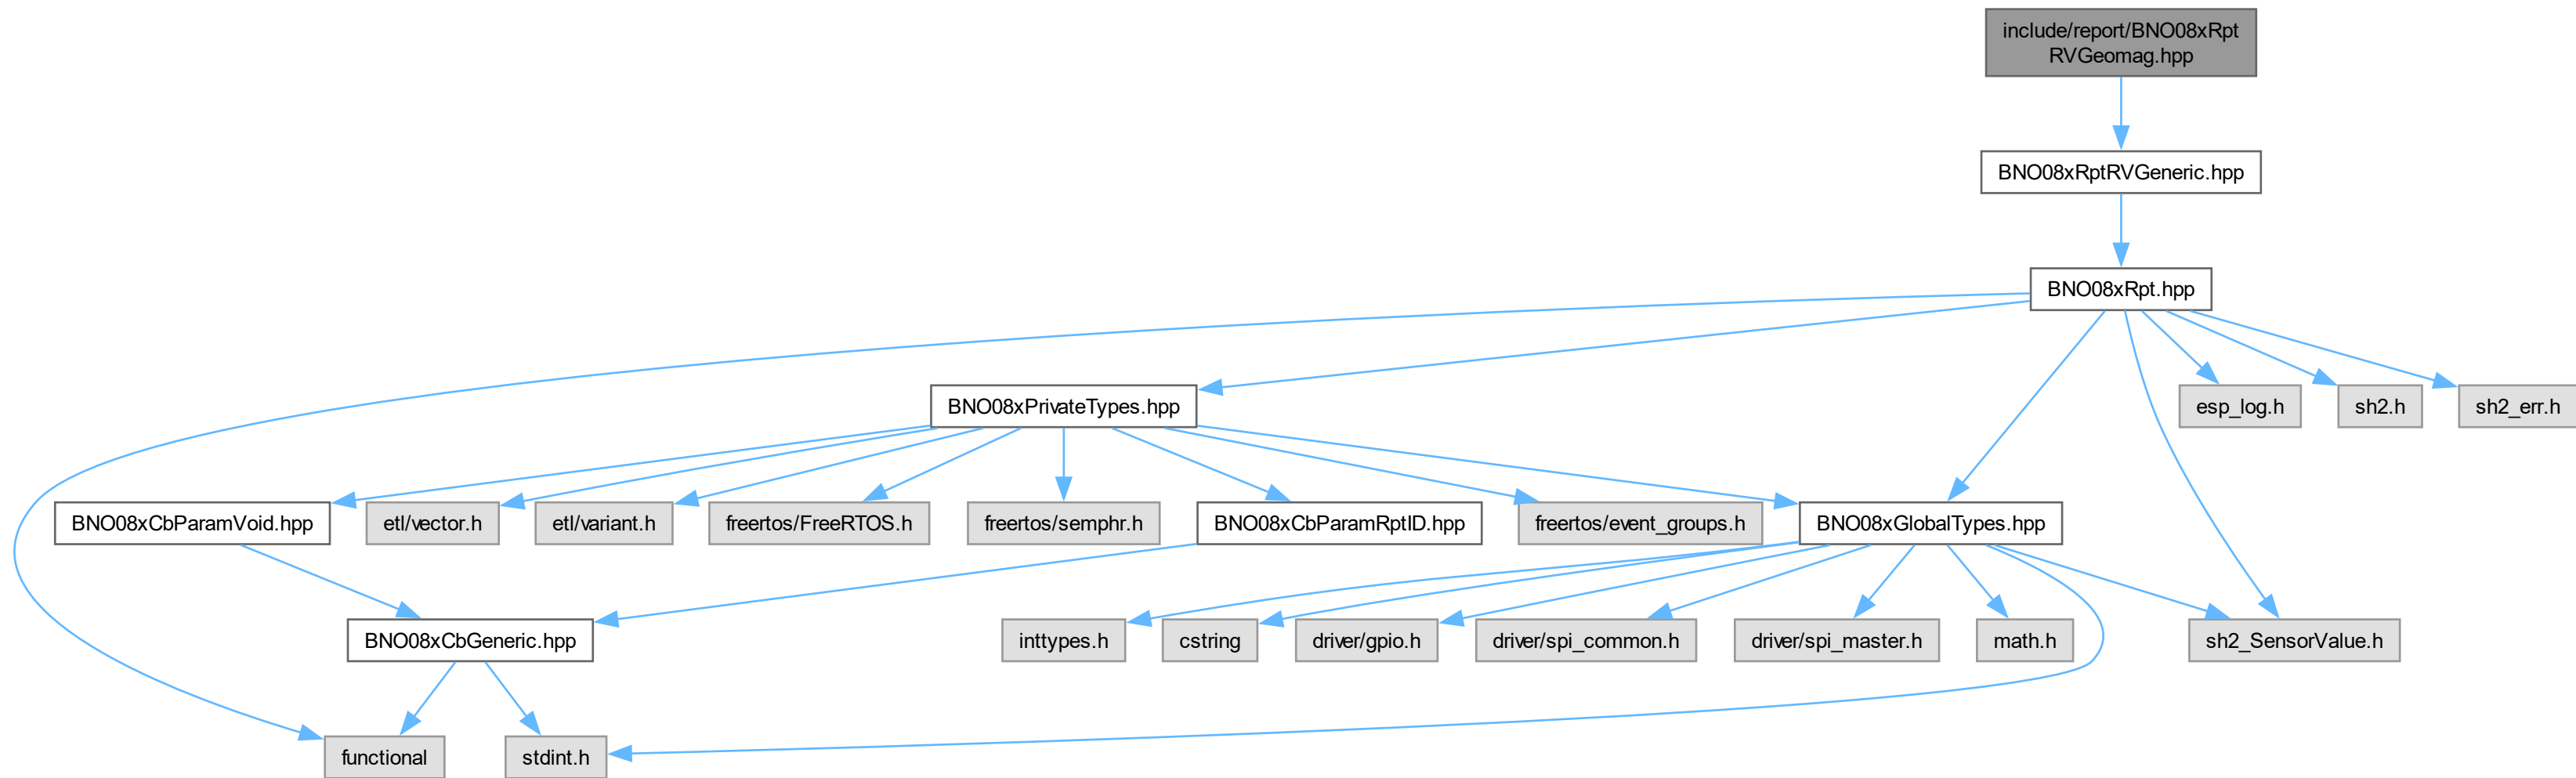 include/report/BNO08xRpt
RVGeomag.hpp
BNO08xRptRVGeneric.hpp
BNO08xRpt.hpp
BNO08xPrivateTypes.hpp
esp_log.h
sh2.h
sh2_err.h
BNO08xCbParamVoid.hpp
etl/vector.h
etl/variant.h
freertos/FreeRTOS.h
freertos/semphr.h
BNO08xCbParamRptID.hpp
freertos/event_groups.h
BNO08xGlobalTypes.hpp
BNO08xCbGeneric.hpp
inttypes.h
cstring
driver/gpio.h
driver/spi_common.h
driver/spi_master.h
math.h
sh2_SensorValue.h
functional
stdint.h